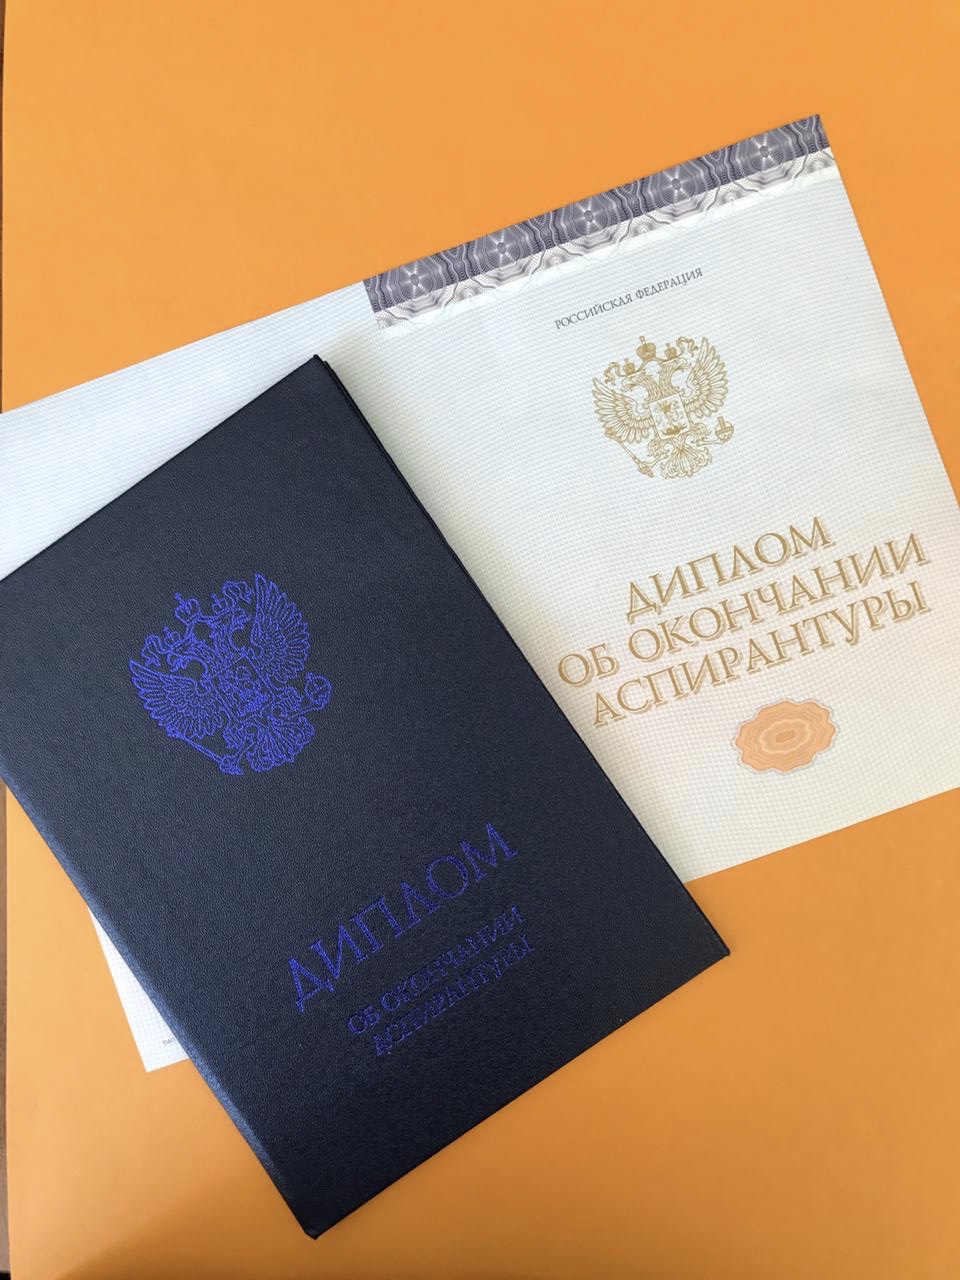 РОССИЙСКАЯ ФЕДЕРАЦИЯ
ДИПЛОМ
ОБ ОКОНЧАНИИ
АСПИРАНТУРЫ
ДИПЛОМ
ОБ ОКОНЧАНИИ
АСПИРАНТУРЫ